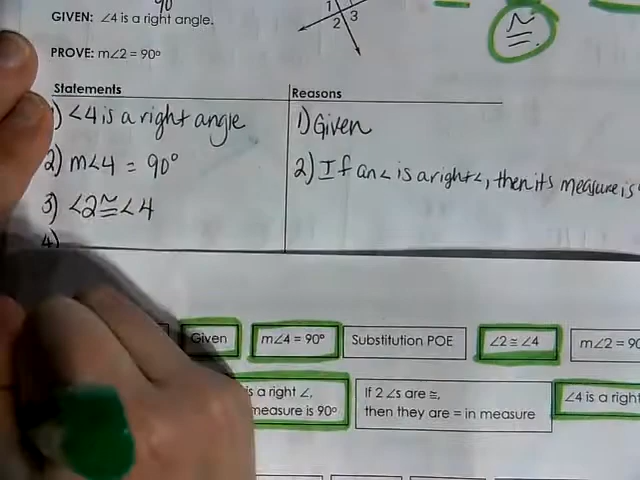 90
GIVEN: ∠4 is a right angle.
1 3
2
≅
PROVE: m∠2 = 90°
Statements Reasons
1) ∠4 is a right angle 1) Given
2) m∠4 = 90° 2) If an ∠ is a right ∠, then its measure is
3) ∠2 ≅ ∠4
4)
Given m∠4 = 90° Substitution POE ∠2 ≅ ∠4 m∠2 = 90
is a right ∠, If 2 ∠s are ≅, ∠4 is a right
measure is 90° then they are = in measure